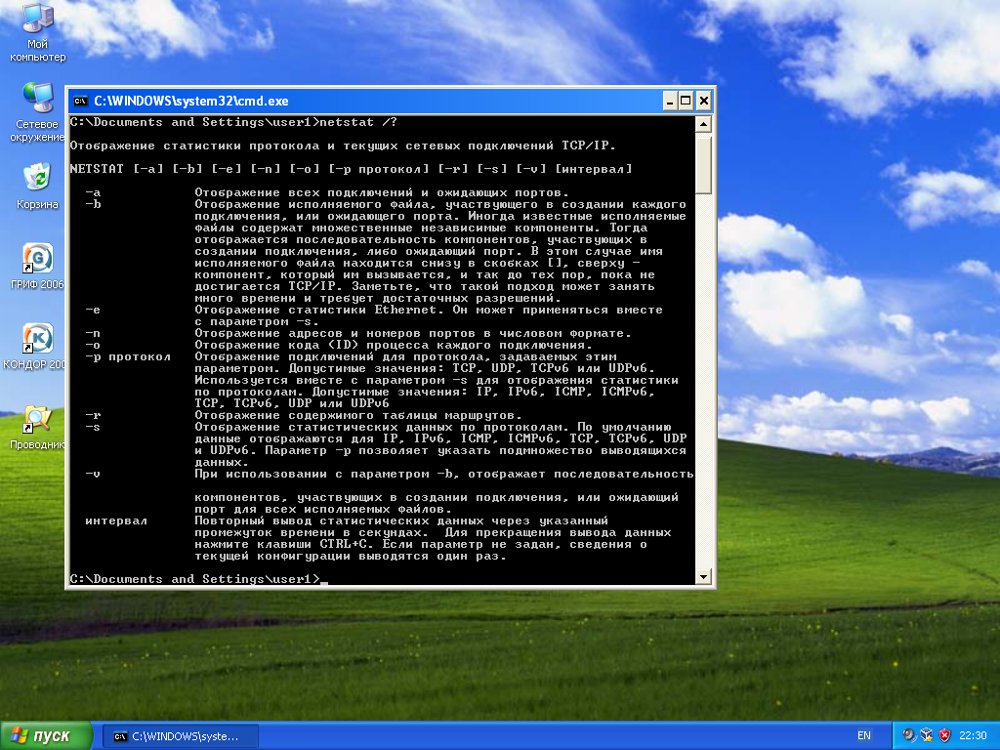 Мой
компьютер
Сетевое
окружение
Корзина
ГРИФ 2006
КОНДОР 200
Проводник
C:\WINDOWS\system32\cmd.exe
C:\Documents and Settings\user1>netstat /?
Отображение статистики протокола и текущих сетевых подключений TCP/IP.
NETSTAT [-a] [-b] [-e] [-n] [-o] [-p протокол] [-r] [-s] [-v] [интервал]
-a Отображение всех подключений и ожидающих портов.
-b Отображение исполняемого файла, участвующего в создании каждого
подключения, или ожидающего порта. Иногда известные исполняемые
файлы содержат множественные независимые компоненты. Тогда
отображается последовательность компонентов, участвующих в
создании подключения, либо ожидающий порт. В этом случае имя
исполняемого файла находится снизу в скобках [], сверху -
компонент, который им вызывается, и так до тех пор, пока не
достигается TCP/IP. Заметьте, что такой подход может занять
много времени и требует достаточных разрешений.
-e Отображение статистики Ethernet. Он может применяться вместе
с параметром -s.
-n Отображение адресов и номеров портов в числовом формате.
-o Отображение кода (ID) процесса каждого подключения.
-p протокол Отображение подключений для протокола, задаваемых этим
параметром. Допустимые значения: TCP, UDP, TCPv6 или UDPv6.
Используется вместе с параметром -s для отображения статистики
по протоколам. Допустимые значения: IP, IPv6, ICMP, ICMPv6,
TCP, TCPv6, UDP или UDPv6
-r Отображение содержимого таблицы маршрутов.
-s Отображение статистических данных по протоколам. По умолчанию
данные отображаются для IP, IPv6, ICMP, ICMPv6, TCP, TCPv6, UDP
и UDPv6. Параметр -p позволяет указать подмножество выводящихся
данных.
-v При использовании с параметром -b, отображает последовательность
компонентов, участвующих в создании подключения, или ожидающий
порт для всех исполняемых файлов.
интервал Повторный вывод статистических данных через указанный
промежуток времени в секундах. Для прекращения вывода данных
нажмите клавиши CTRL+C. Если параметр не задан, сведения о
текущей конфигурации выводятся один раз.
C:\Documents and Settings\user1>_
пуск
C:\WINDOWS\syste...
EN
22:30